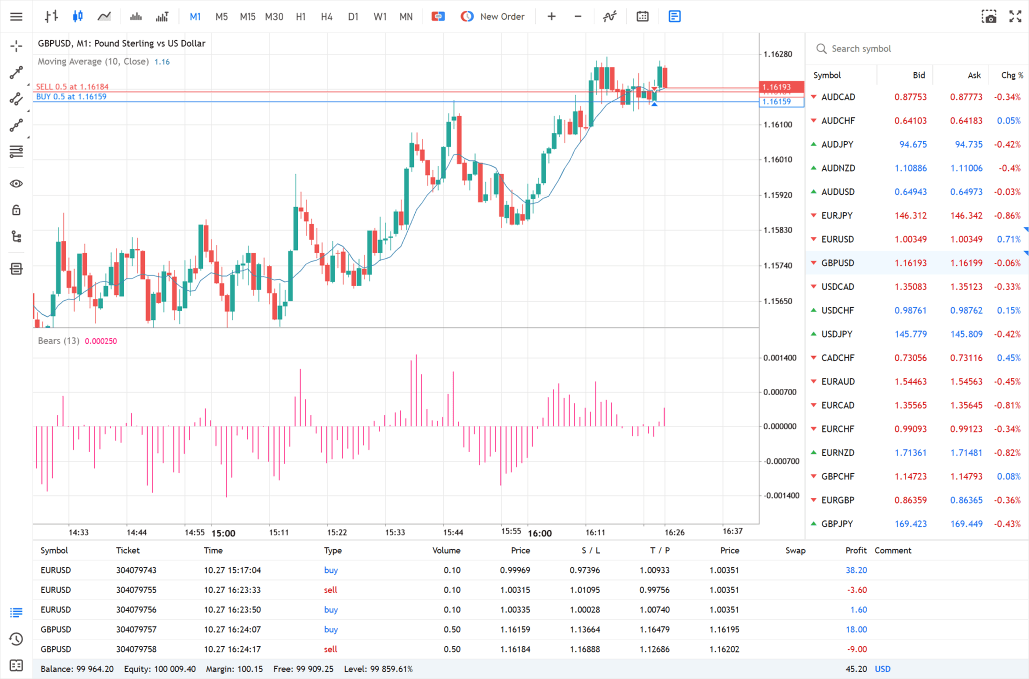 M1 M5 M15 M30 H1 H4 D1 W1 MN New Order
GBPUSD, M1: Pound Sterling vs US Dollar
Moving Average (10, Close) 1.16
SELL 0.5 at 1.16184
BUY 0.5 at 1.16159
1.16280
1.16193
1.16159
1.16100
1.16010
1.15920
1.15830
1.15740
1.15650
Bears (13) 0.000250
0.001400
0.000700
0.000000
-0.000700
-0.001400
14:33 14:44 14:55 15:00 15:11 15:22 15:33 15:44 15:55 16:00 16:11 16:26 16:37
Search symbol
Symbol Bid Ask Chg %
AUDCAD 0.87753 0.87773 -0.34%
AUDCHF 0.64103 0.64183 0.05%
AUDJPY 94.675 94.735 -0.42%
AUDNZD 1.10886 1.11006 -0.4%
AUDUSD 0.64943 0.64973 -0.03%
EURJPY 146.312 146.342 -0.86%
EURUSD 1.00349 1.00349 0.71%
GBPUSD 1.16193 1.16199 -0.06%
USDCAD 1.35083 1.35123 -0.33%
USDCHF 0.98761 0.98762 0.15%
USDJPY 145.779 145.809 -0.42%
CADCHF 0.73056 0.73116 0.45%
EURAUD 1.54463 1.54563 -0.45%
EURCAD 1.35565 1.35645 -0.81%
EURCHF 0.99093 0.99123 -0.34%
EURNZD 1.71361 1.71481 -0.82%
GBPCHF 1.14723 1.14793 0.08%
EURGBP 0.86359 0.86365 -0.36%
GBPJPY 169.423 169.449 -0.43%
Symbol Ticket Time Type Volume Price S / L T / P Price Swap Profit Comment
EURUSD 304079743 10.27 15:17:04 buy 0.10 0.99969 0.97396 1.00933 1.00351 38.20
EURUSD 304079755 10.27 16:23:33 sell 0.10 1.00315 1.01095 0.99756 1.00351 -3.60
EURUSD 304079756 10.27 16:23:50 buy 0.10 1.00335 1.00028 1.00740 1.00351 1.60
GBPUSD 304079757 10.27 16:24:07 buy 0.50 1.16159 1.13664 1.16479 1.16195 18.00
GBPUSD 304079758 10.27 16:24:17 sell 0.50 1.16184 1.16888 1.12686 1.16202 -9.00
Balance: 99 964.20 Equity: 100 009.40 Margin: 100.15 Free: 99 909.25 Level: 99 859.61% 45.20 USD